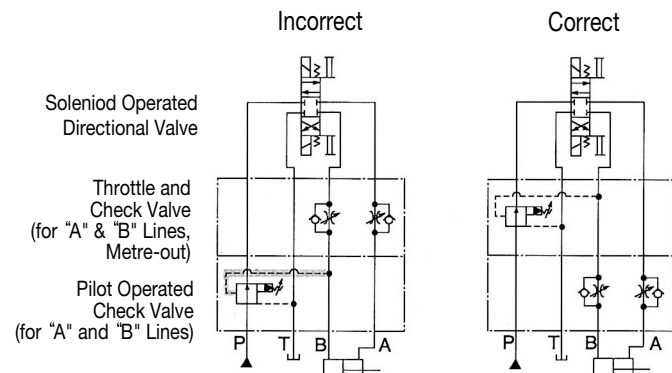 Incorrect
Correct
Soleniod Operated
Directional Valve
Throttle and
Check Valve
(for "A" & "B" Lines,
Metre-out)
Pilot Operated
Check Valve
(for "A" and "B" Lines)
P T B A
P T B A